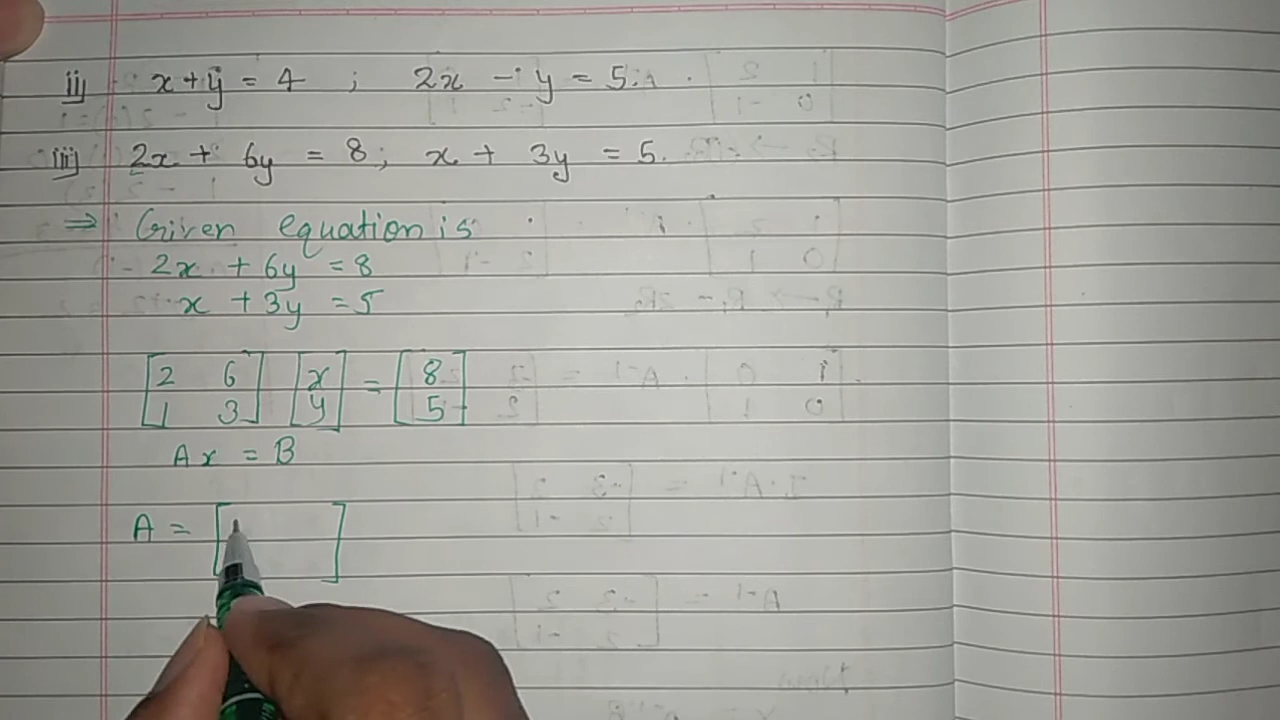 ii) x + y = 4 ; 2x - y = 5.
iii) 2x + 6y = 8; x + 3y = 5.
⇒ Given equation is
2x + 6y = 8
x + 3y = 5
[2 6] [x] = [8]
[1 3] [y] = [5]
Ax = B
A = [ ]